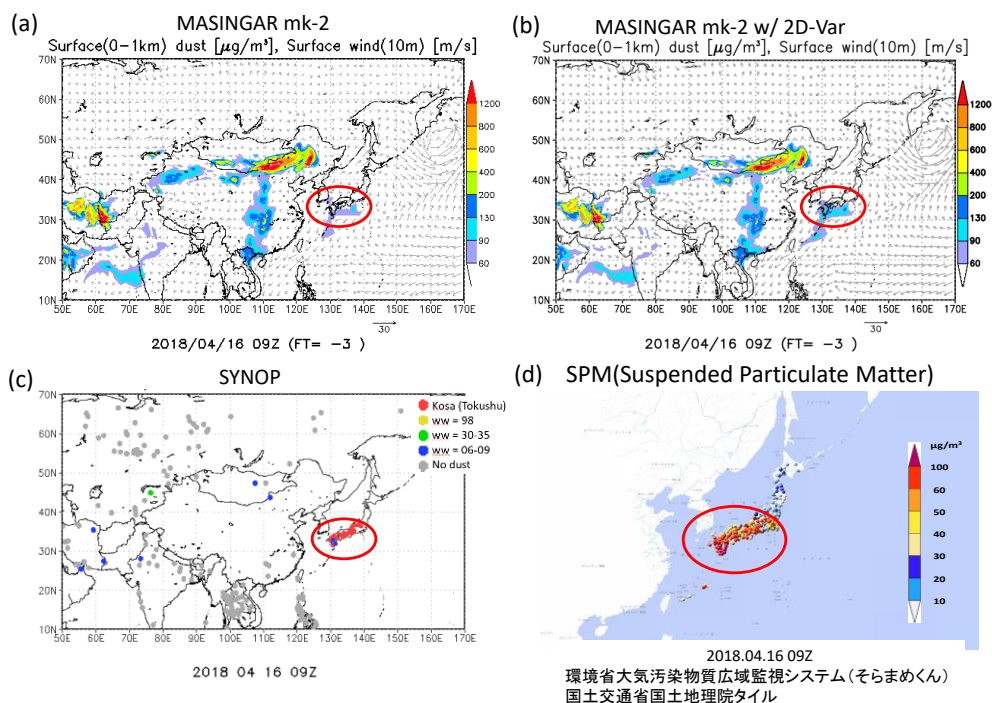 (a)
MASINGAR mk-2
Surface(0-1km) dust [μg/m³], Surface wind(10m) [m/s]
70N
60N
50N
40N
30N
20N
10N
50E 60E 70E 80E 90E 100E 110E 120E 130E 140E 150E 160E 170E
1200
800
600
400
200
130
90
60
30
2018/04/16 09Z (FT= -3 )
(b)
MASINGAR mk-2 w/ 2D-Var
Surface(0-1km) dust [μg/m³], Surface wind(10m) [m/s]
70N
60N
50N
40N
30N
20N
10N
50E 60E 70E 80E 90E 100E 110E 120E 130E 140E 150E 160E 170E
1200
800
600
400
200
130
90
60
30
2018/04/16 09Z (FT= -3 )
(c)
SYNOP
70N
60N
50N
40N
30N
20N
10N
50E 60E 70E 80E 90E 100E 110E 120E 130E 140E 150E 160E 170E
Kosa (Tokushu)
ww = 98
ww = 30-35
ww = 06-09
No dust
2018 04 16 09Z
(d)
SPM(Suspended Particulate Matter)
μg/m³
100
60
50
40
30
20
10
2018.04.16 09Z
環境省大気汚染物質広域監視システム（そらまめくん）
国土交通省国土地理院タイル